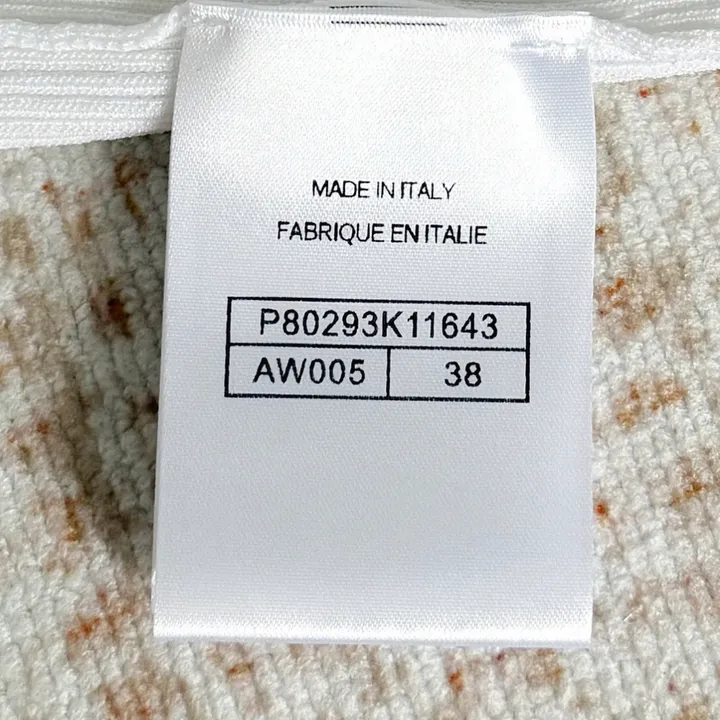 MADE IN ITALY
FABRIQUE EN ITALIE
P80293K11643
AW005 38